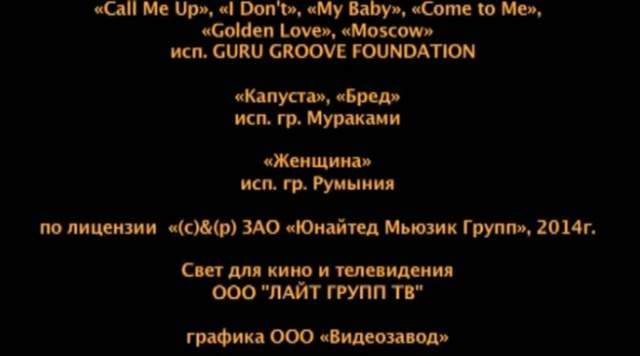 «Call Me Up», «I Don't», «My Baby», «Come to Me»,
«Golden Love», «Moscow»
исп. GURU GROOVE FOUNDATION
«Капуста», «Бред»
исп. гр. Мураками
«Женщина»
исп. гр. Румыния
по лицензии «(c)&(p) ЗАО «Юнайтед Мьюзик Групп», 2014г.
Свет для кино и телевидения
ООО "ЛАЙТ ГРУПП ТВ"
графика ООО «Видеозавод»